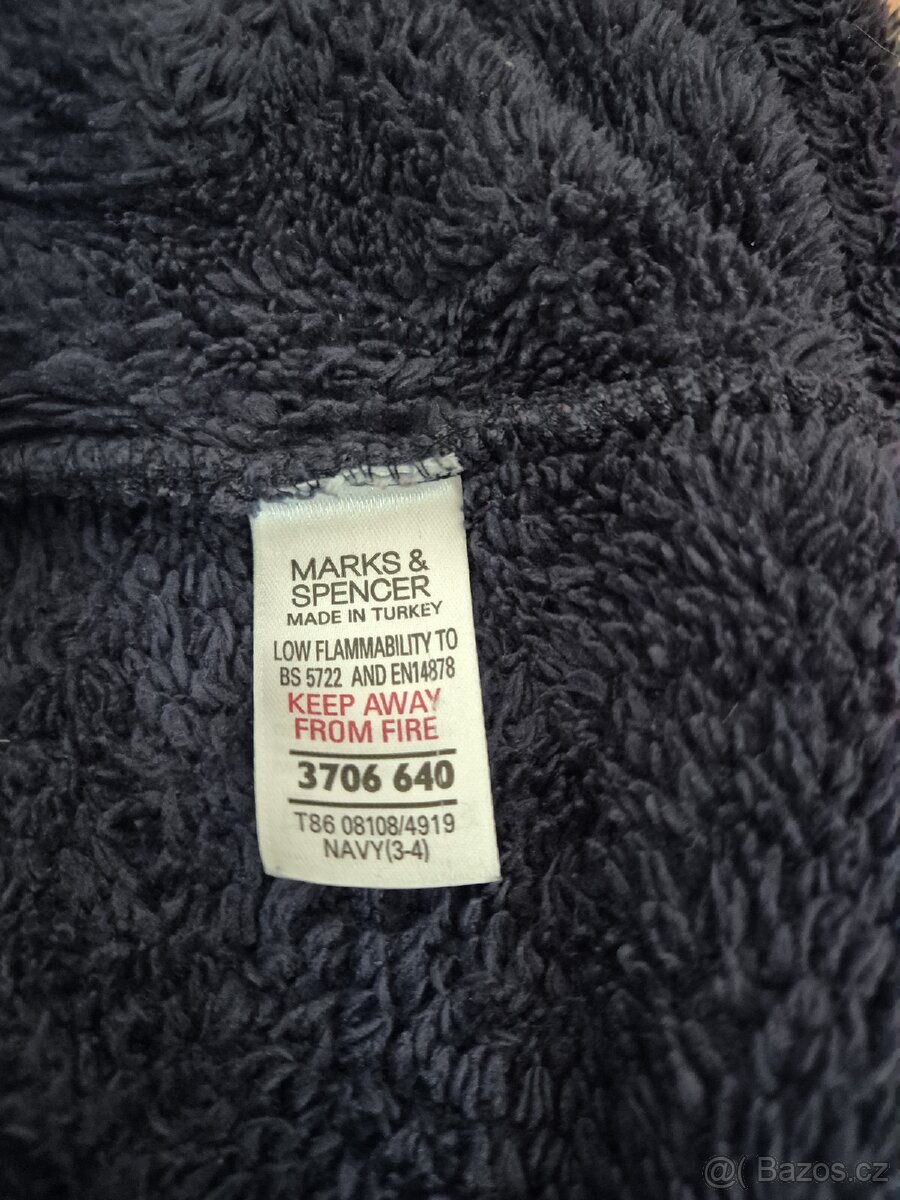 MARKS &
SPENCER
MADE IN TURKEY
LOW FLAMMABILITY TO
BS 5722 AND EN14878
KEEP AWAY
FROM FIRE
3706 640
T86 08108/4919
NAVY(3-4)
@( Bazos.cz